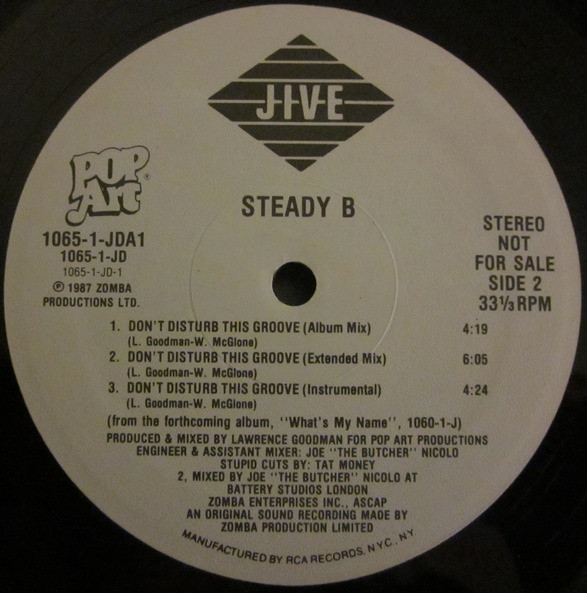 JIVE
POP
Art®
STEADY B
1065-1-JDA1
1065-1-JD
1065-1-JD-1
℗ 1987 ZOMBA
PRODUCTIONS LTD.
STEREO
NOT
FOR SALE
SIDE 2
33⅓ RPM
1. DON'T DISTURB THIS GROOVE (Album Mix) 4:19
(L. Goodman-W. McGlone)
2. DON'T DISTURB THIS GROOVE (Extended Mix) 6:05
(L. Goodman-W. McGlone)
3. DON'T DISTURB THIS GROOVE (Instrumental) 4:24
(L. Goodman-W. McGlone)
(from the forthcoming album, "What's My Name", 1060-1-J)
PRODUCED & MIXED BY LAWRENCE GOODMAN FOR POP ART PRODUCTIONS
ENGINEER & ASSISTANT MIXER: JOE "THE BUTCHER" NICOLO
STUPID CUTS BY: TAT MONEY
2, MIXED BY JOE "THE BUTCHER" NICOLO AT
BATTERY STUDIOS LONDON
ZOMBA ENTERPRISES INC., ASCAP
AN ORIGINAL SOUND RECORDING MADE BY
ZOMBA PRODUCTION LIMITED
MANUFACTURED BY RCA RECORDS, N.Y.C., NY